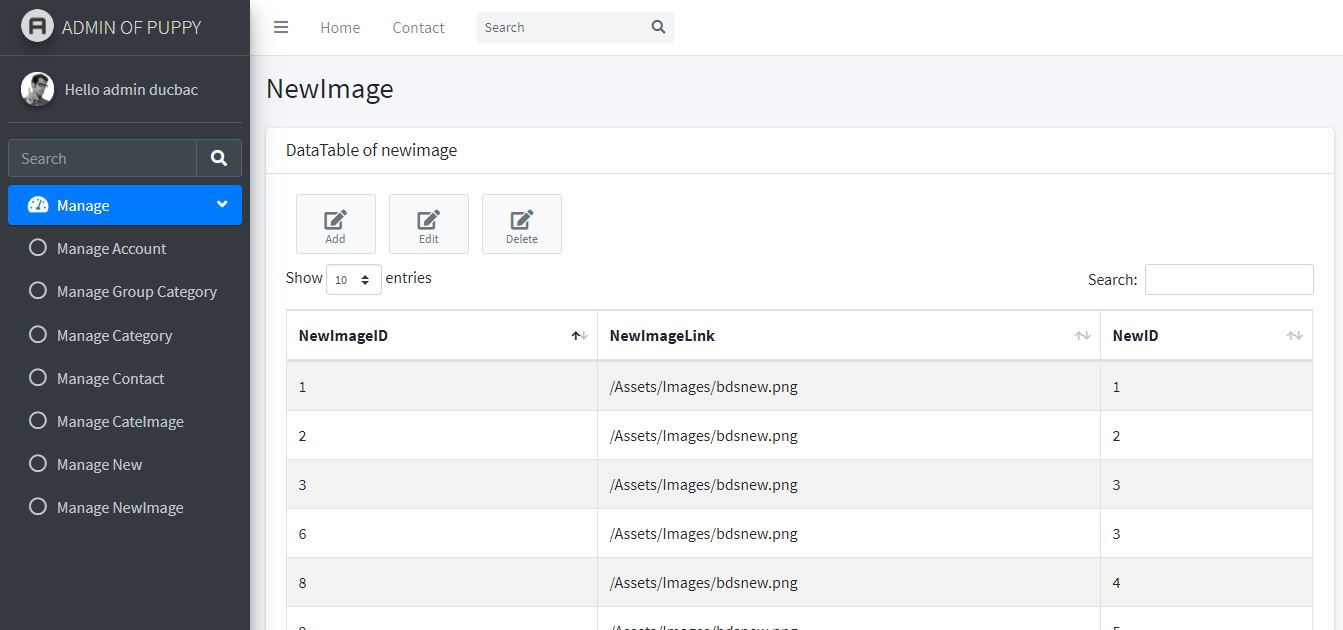 ADMIN OF PUPPY
Hello admin ducbac
Search
Manage
Manage Account
Manage Group Category
Manage Category
Manage Contact
Manage CateImage
Manage New
Manage NewImage
Home Contact Search
NewImage
DataTable of newimage
Add Edit Delete
Show 10 entries Search:
NewImageID NewImageLink NewID
1 /Assets/Images/bdsnew.png 1
2 /Assets/Images/bdsnew.png 2
3 /Assets/Images/bdsnew.png 3
6 /Assets/Images/bdsnew.png 3
8 /Assets/Images/bdsnew.png 4